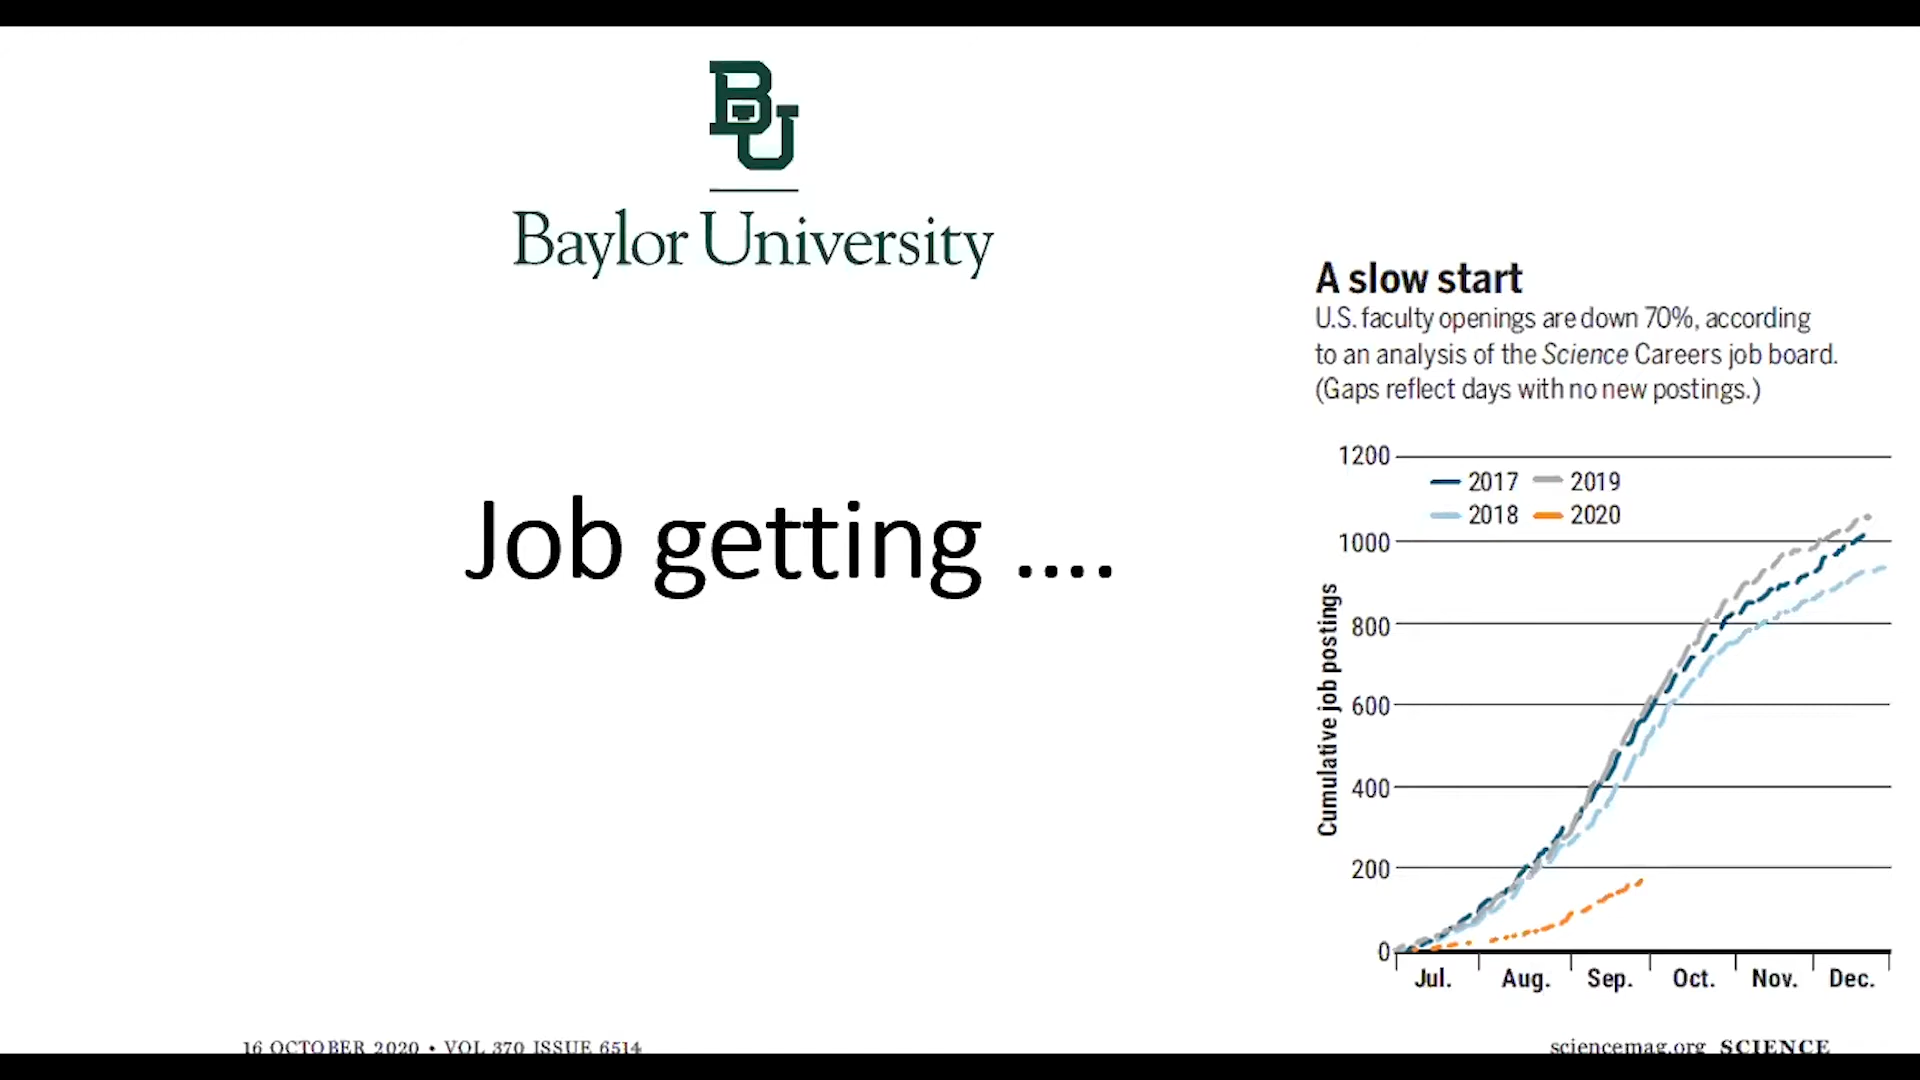 BU
Baylor University
Job getting ....
A slow start
U.S. faculty openings are down 70%, according
to an analysis of the Science Careers job board.
(Gaps reflect days with no new postings.)
2017 2019
2018 2020
Cumulative job postings
1200
1000
800
600
400
200
0
Jul. Aug. Sep. Oct. Nov. Dec.
16 OCTOBER 2020 • VOL 370 ISSUE 6514
sciencemag.org SCIENCE